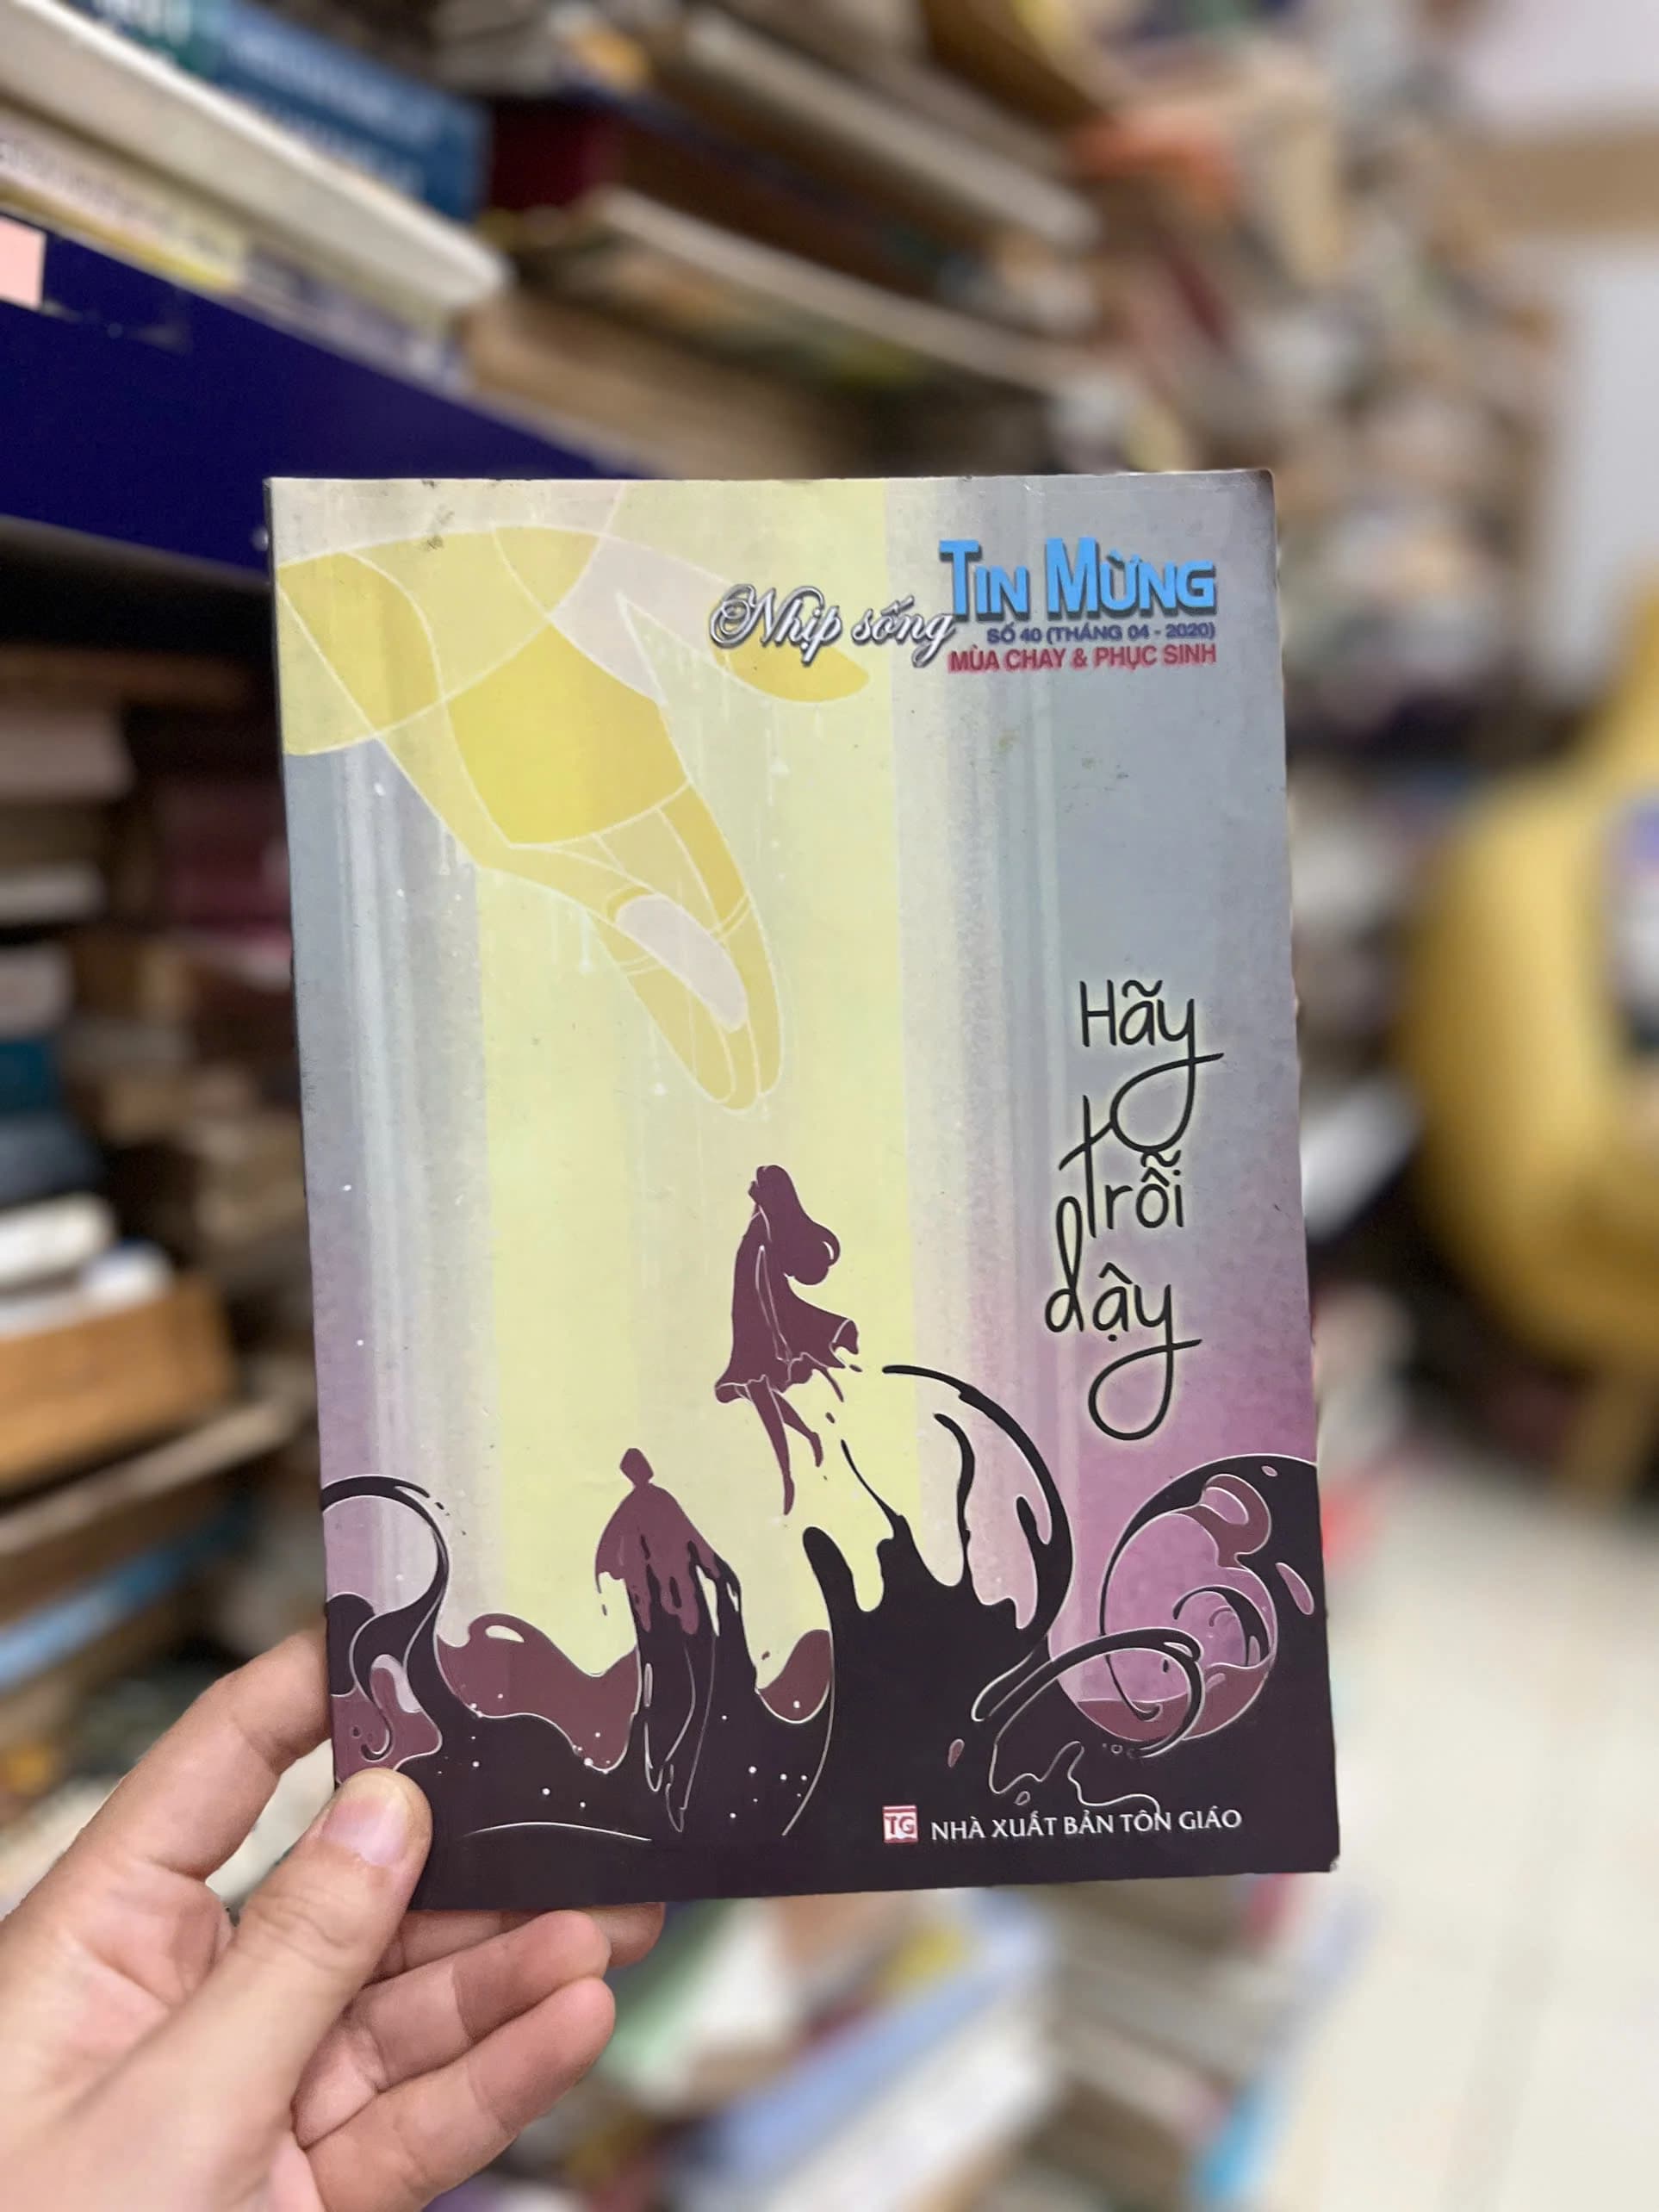 Nhịp sống TIN MỪNG
SỐ 40 (THÁNG 04 - 2020)
MÙA CHAY & PHỤC SINH
Hãy
trỗi
dậy
TG NHÀ XUẤT BẢN TÔN GIÁO